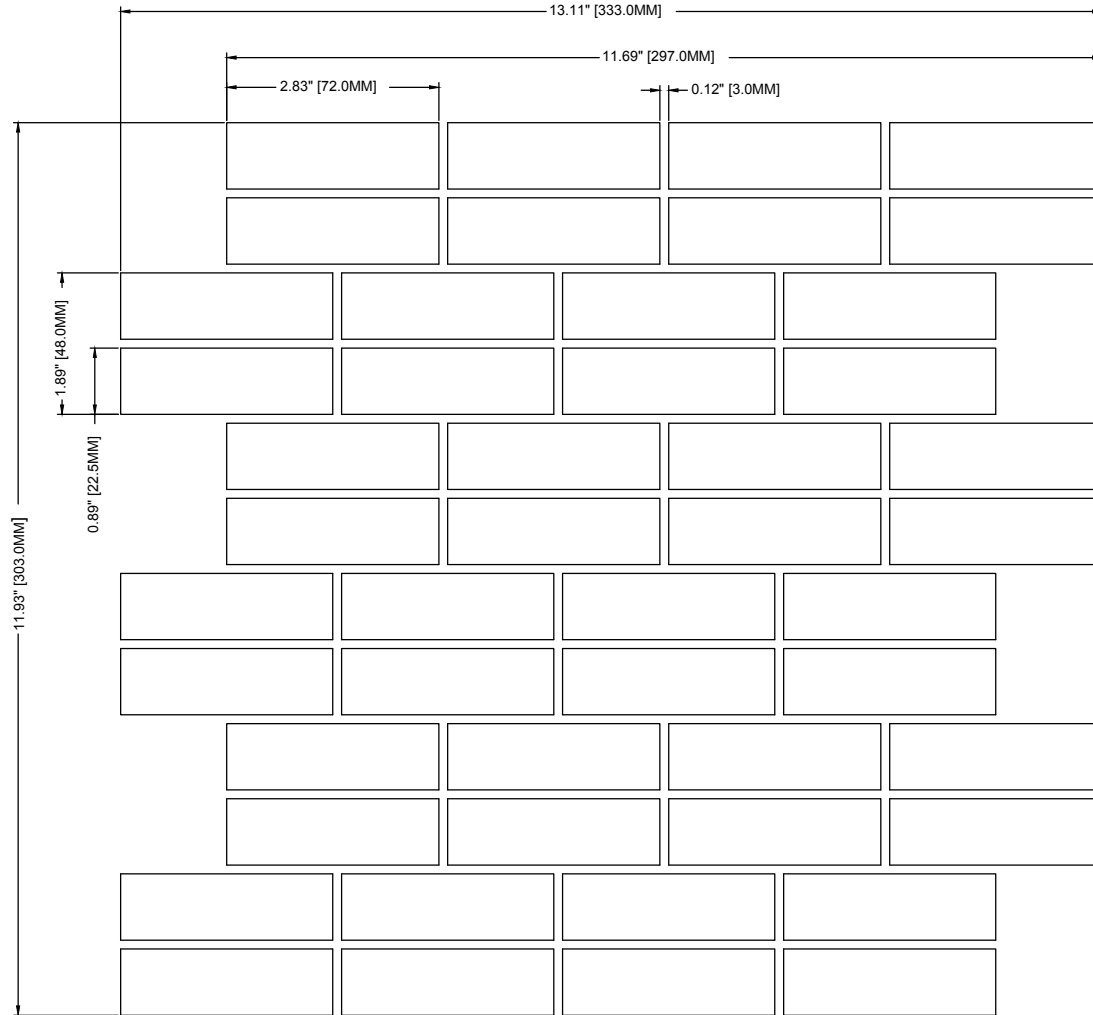 13.11" [333.0MM]
11.69" [297.0MM]
2.83" [72.0MM]
0.12" [3.0MM]
1.89" [48.0MM]
0.89" [22.5MM]
11.93" [303.0MM]